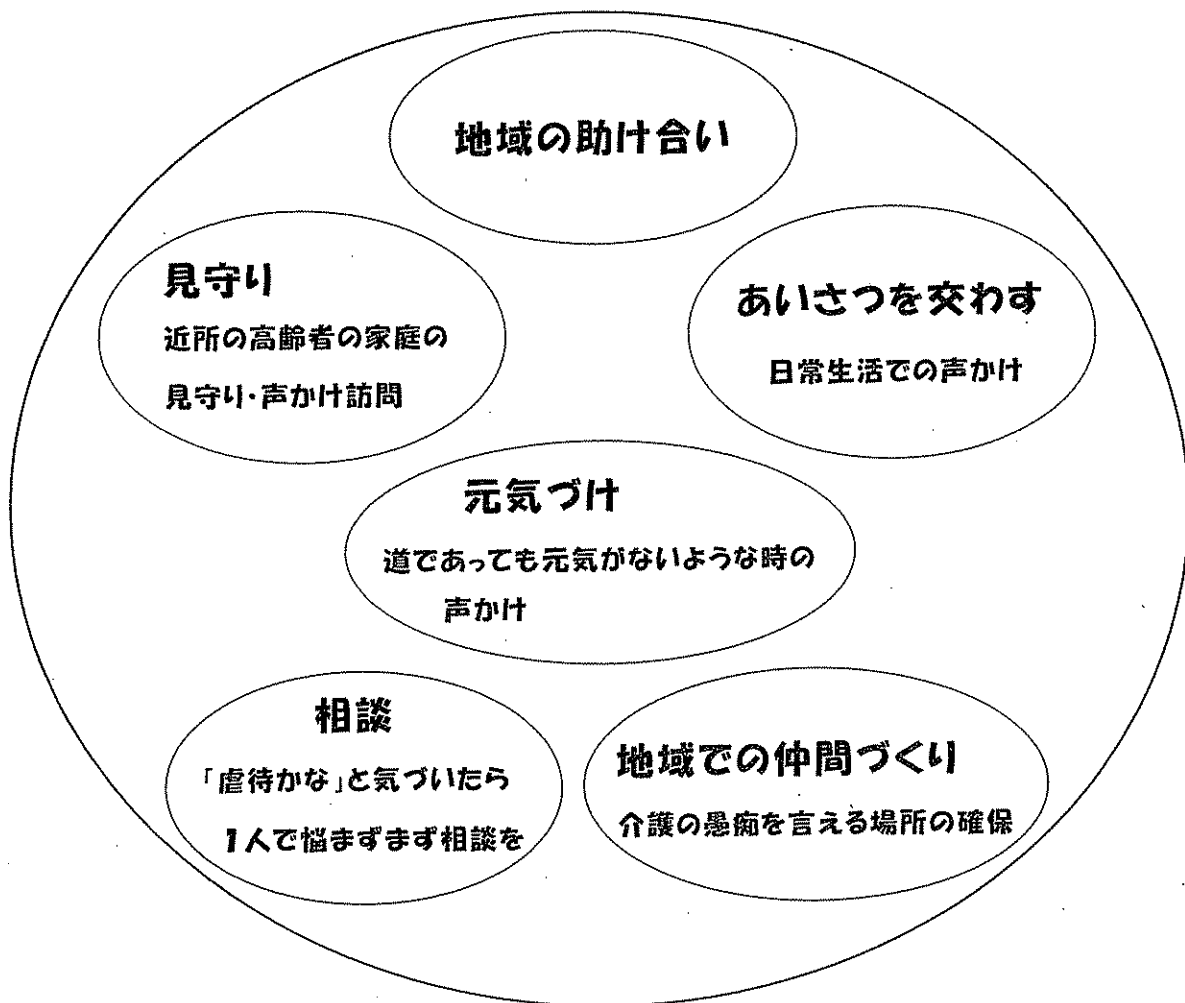 地域の助け合い
見守り
近所の高齢者の家庭の
見守り・声かけ訪問
あいさつを交わす
日常生活での声かけ
元気づけ
道であっても元気がないような時の
声かけ
相談
「虐待かな」と気づいたら
1人で悩まずまず相談を
地域での仲間づくり
介護の愚痴を言える場所の確保